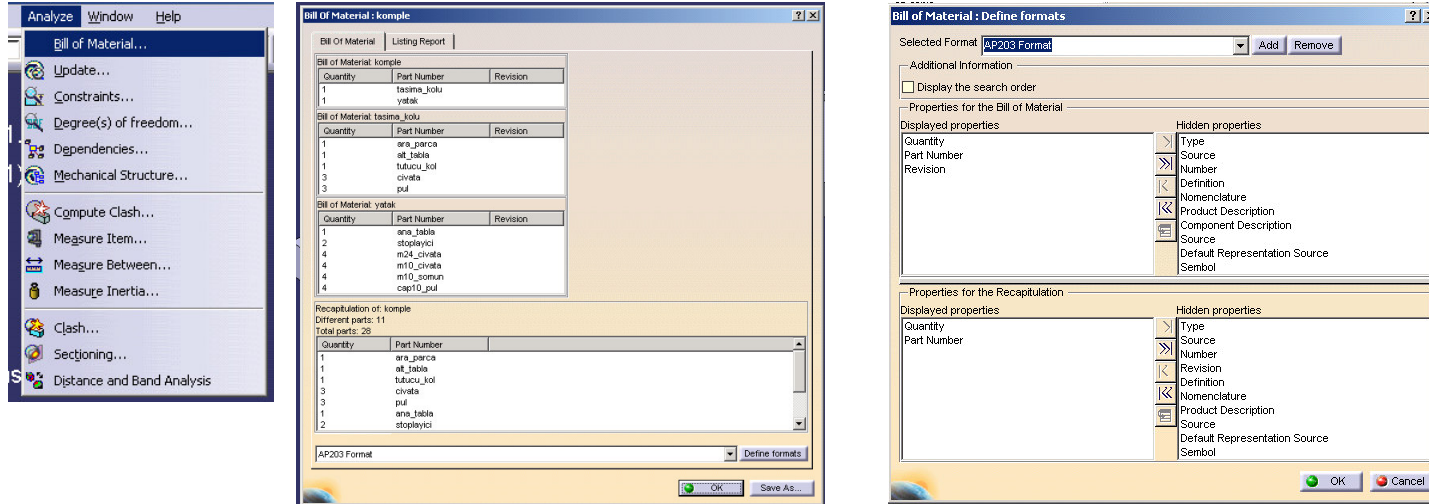 Analyze Window Help
Bill of Material...
Update...
Constraints...
Degree(s) of freedom...
Dependencies...
Mechanical Structure...
Compute Clash...
Measure Item...
Measure Between...
Measure Inertia...
Clash...
Sectioning...
Distance and Band Analysis
Bill Of Material : komple
Bill Of Material Listing Report
Bill of Material: komple
Quantity Part Number Revision
1 tasima_kolu
1 yatak
Bill of Material: tasima_kolu
Quantity Part Number Revision
1 ara_parca
1 alt_tabla
1 tutucu_kol
3 civata
3 pul
Bill of Material: yatak
Quantity Part Number Revision
1 ana_tabla
2 stoplayici
4 m24_civata
4 m10_civata
4 m10_somun
4 cap10_pul
Recapitulation of: komple
Different parts: 11
Total parts: 28
Quantity Part Number
1 ara_parca
1 alt_tabla
1 tutucu_kol
3 civata
3 pul
1 ana_tabla
2 stoplayici
AP203 Format Define formats
OK Save As...
Bill of Material : Define formats
Selected Format AP203 Format Add Remove
Additional Information
Display the search order
Properties for the Bill of Material
Displayed properties Hidden properties
Quantity Type
Part Number Source
Revision Number
Definition
Nomenclature
Product Description
Component Description
Source
Default Representation Source
Sembol
Properties for the Recapitulation
Displayed properties Hidden properties
Quantity Type
Part Number Source
Number
Revision
Definition
Nomenclature
Product Description
Source
Default Representation Source
Sembol
OK Cancel